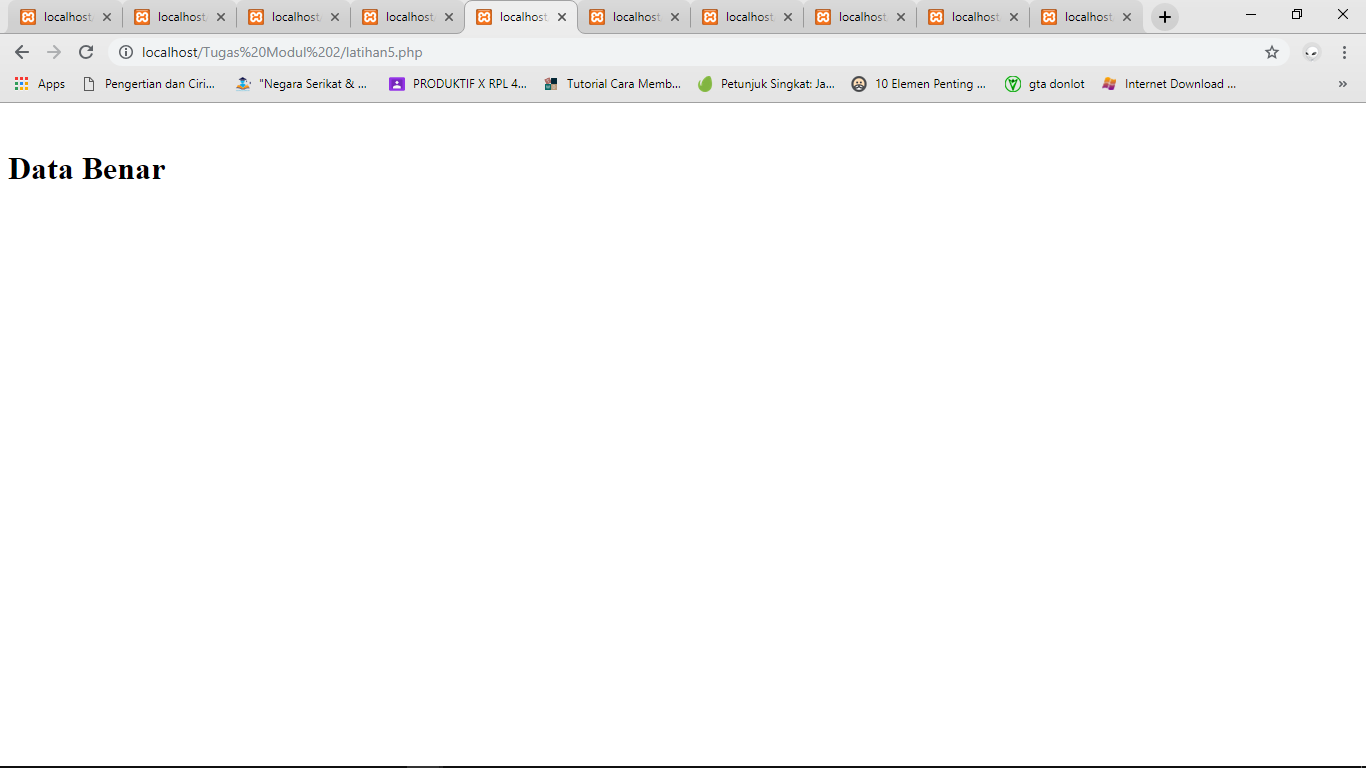 localhost localhost localhost localhost localhost localhost localhost localhost localhost localhost
localhost/Tugas%20Modul%202/latihan5.php
Apps Pengertian dan Ciri... "Negara Serikat & ... PRODUKTIF X RPL 4... Tutorial Cara Memb... Petunjuk Singkat: Ja... 10 Elemen Penting ... gta donlot Internet Download ... »
Data Benar